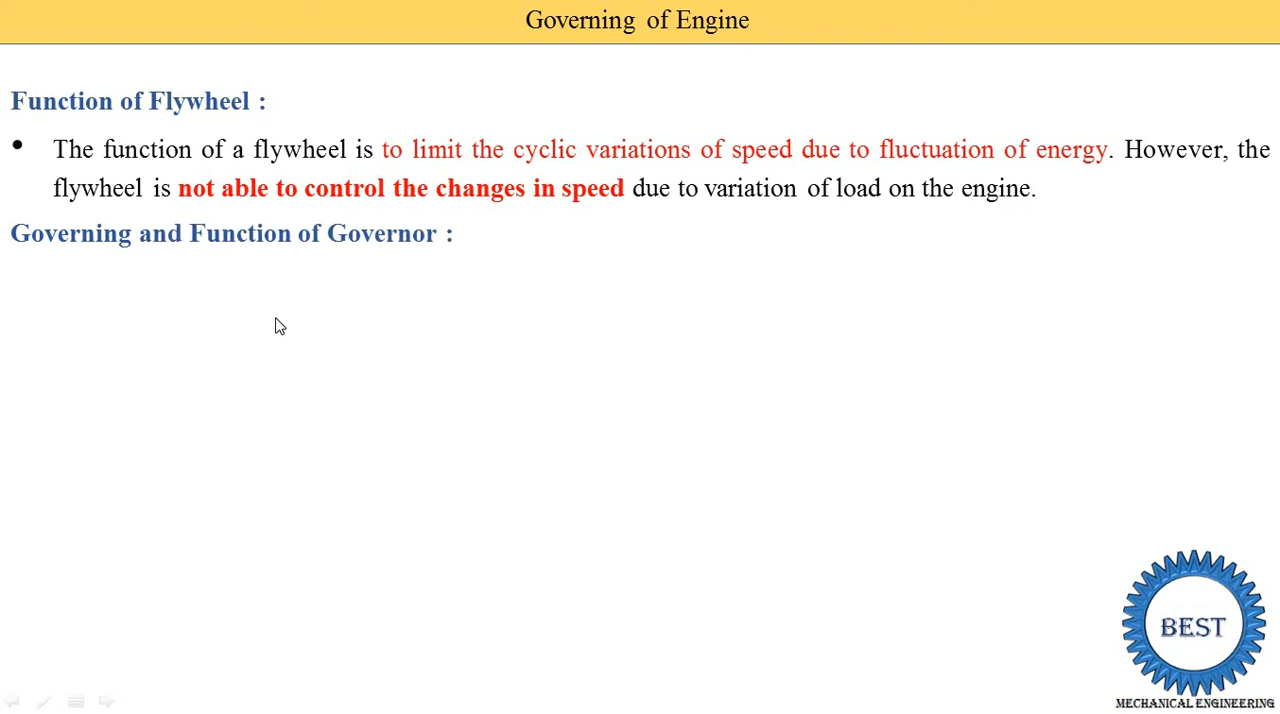 Governing of Engine
Function of Flywheel :
• The function of a flywheel is to limit the cyclic variations of speed due to fluctuation of energy. However, the
flywheel is not able to control the changes in speed due to variation of load on the engine.
Governing and Function of Governor :
BEST
MECHANICAL ENGINEERING